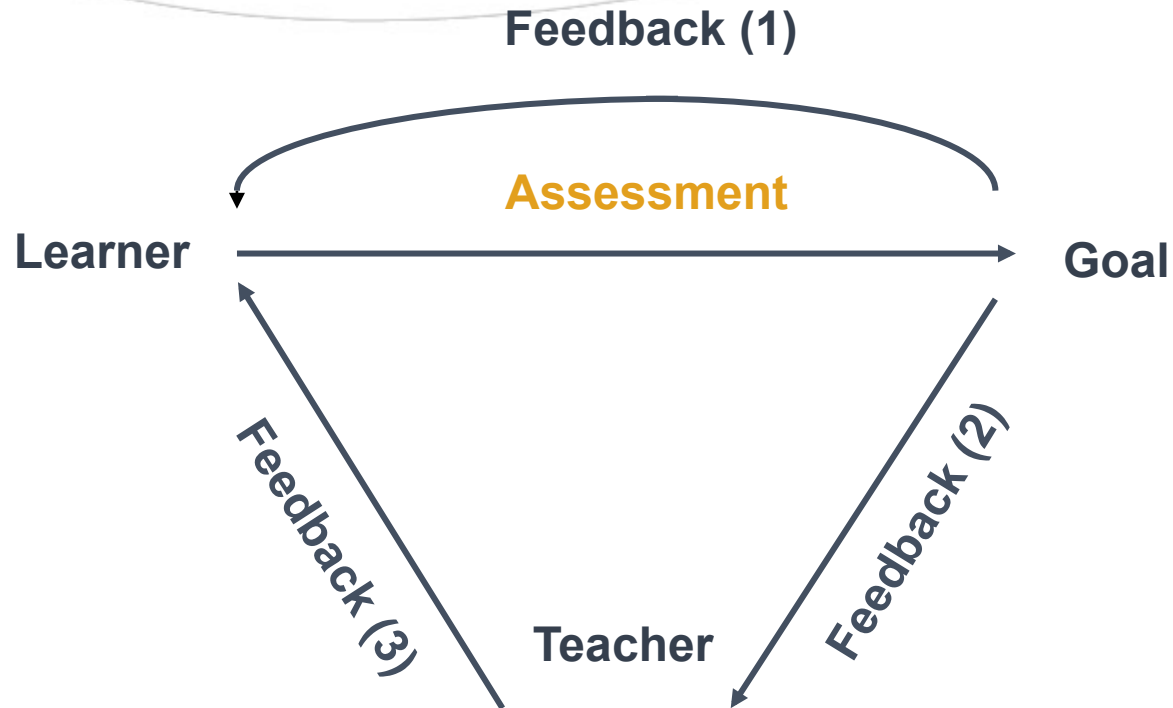 Feedback (1)
Assessment
Learner
Goal
Feedback (3)
Feedback (2)
Teacher